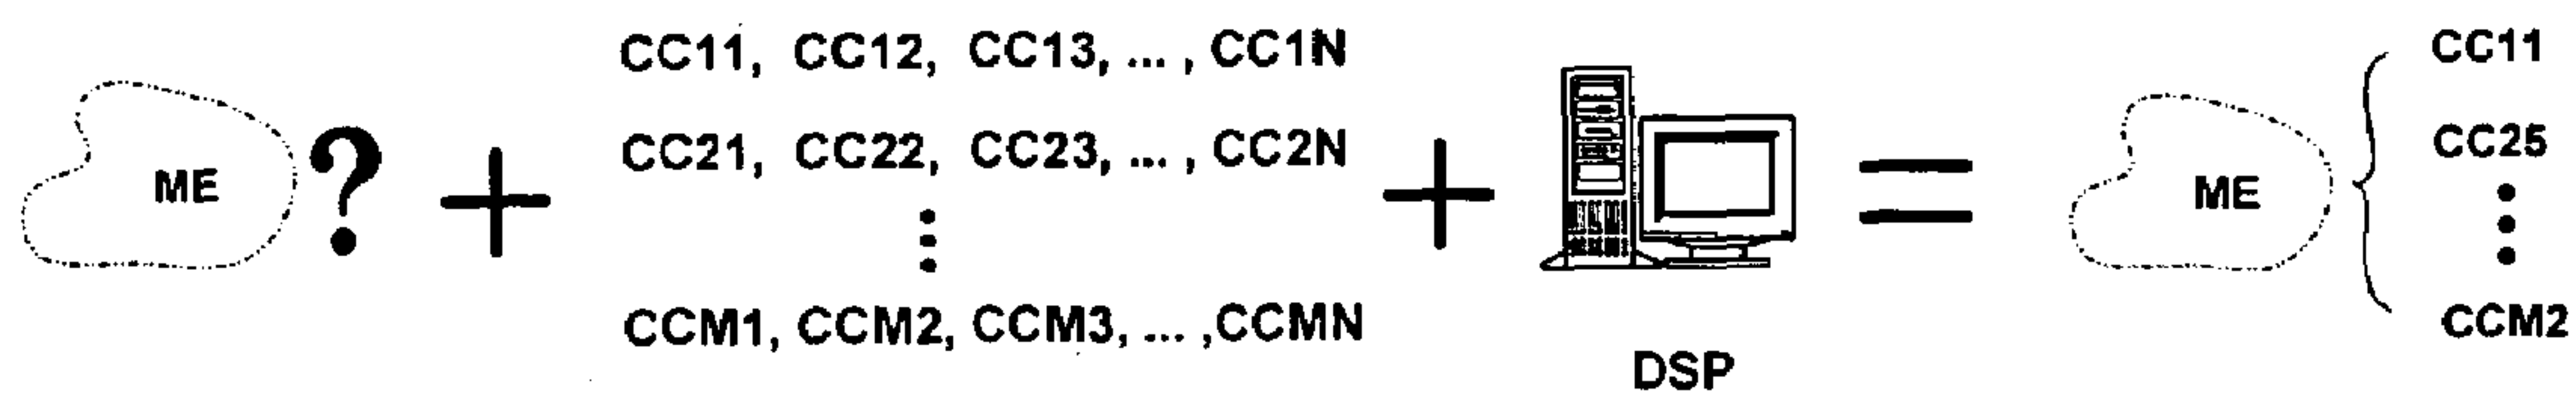 ME ?
CC11, CC12, CC13, ... , CC1N
CC21, CC22, CC23, ... , CC2N
CCM1, CCM2, CCM3, ... ,CCMN
DSP
ME
CC11
CC25
CCM2